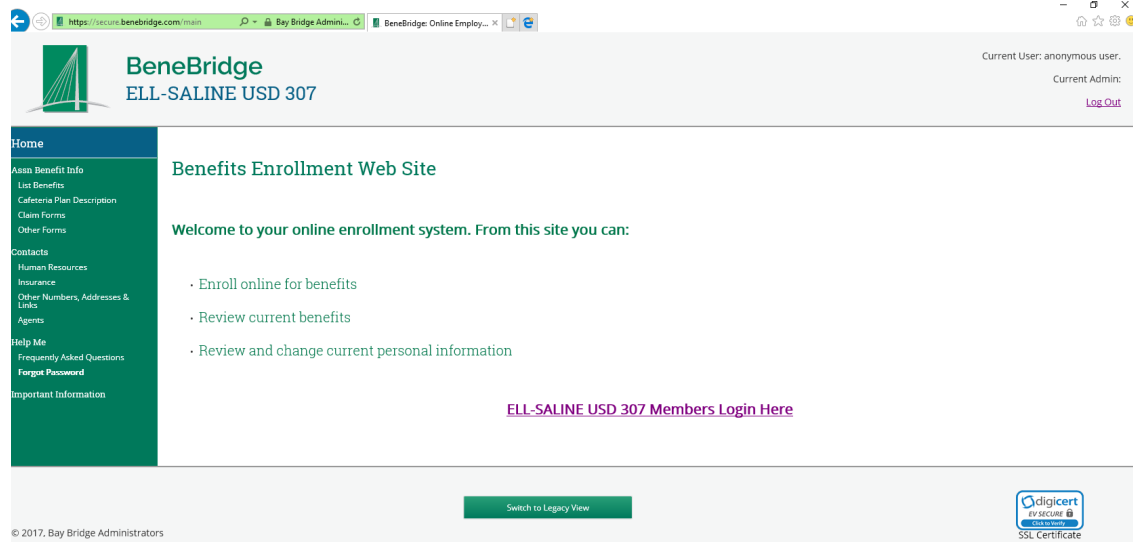 https://secure.benebridge.com/main
Bay Bridge Admini...
BeneBridge: Online Employ...
BeneBridge
ELL-SALINE USD 307
Current User: anonymous user.
Current Admin:
Log Out
Home
Assn Benefit Info
List Benefits
Cafeteria Plan Description
Claim Forms
Other Forms
Contacts
Human Resources
Insurance
Other Numbers, Addresses &
Links
Agents
Help Me
Frequently Asked Questions
Forgot Password
Important Information
Benefits Enrollment Web Site
Welcome to your online enrollment system. From this site you can:
• Enroll online for benefits
• Review current benefits
• Review and change current personal information
ELL-SALINE USD 307 Members Login Here
Switch to Legacy View
digicert
EV SECURE
Click to Verify
SSL Certificate
© 2017, Bay Bridge Administrators